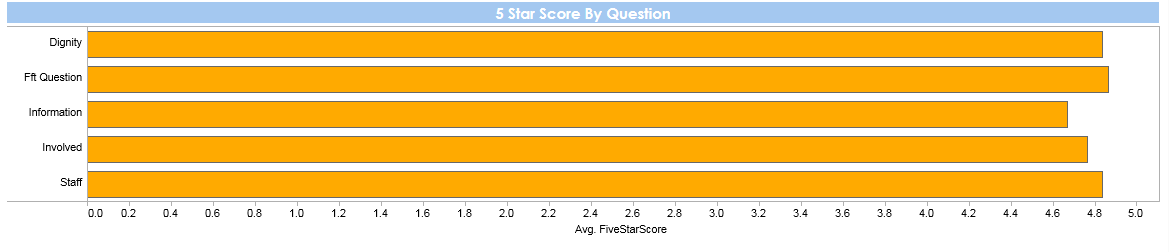 5 Star Score By Question
Dignity
Fft Question
Information
Involved
Staff
0.0 0.2 0.4 0.6 0.8 1.0 1.2 1.4 1.6 1.8 2.0 2.2 2.4 2.6 2.8 3.0 3.2 3.4 3.6 3.8 4.0 4.2 4.4 4.6 4.8 5.0
Avg. FiveStarScore